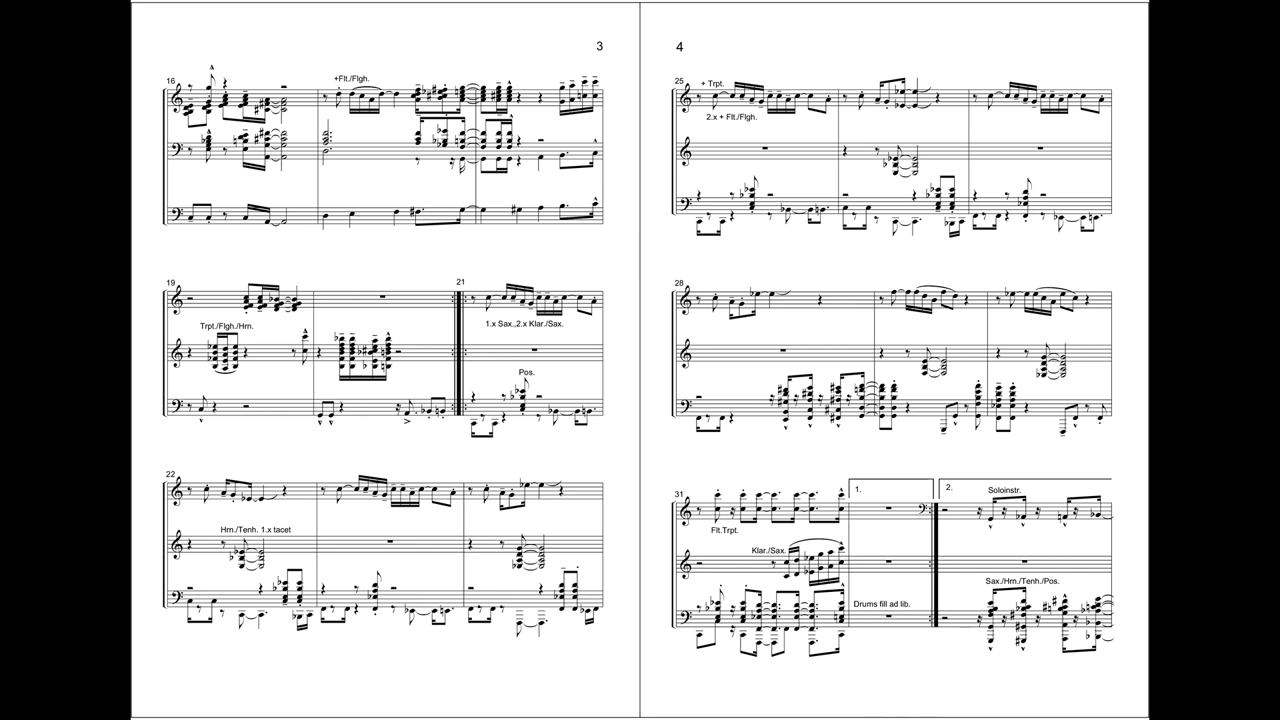 3
16
+Flt./Flgh.
19
21
Trpt./Flgh./Hrn.
1.x Sax.,2.x Klar./Sax.
Pos.
22
Hrn./Tenh. 1.x tacet
4
25
+ Trpt.
2.x + Flt./Flgh.
28
31
1.
2.
Soloinstr.
Flt.Trpt.
Klar./Sax.
Sax./Hrn./Tenh./Pos.
Drums fill ad lib.